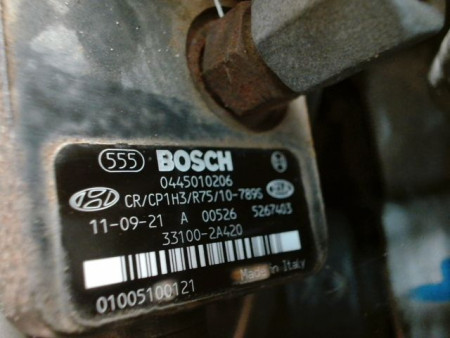 555 BOSCH
0445010206
CR/CP1H3/R75/10-789S
11-09-21 A 00526 5267403
33100-2A420
01005100121
Made in Italy